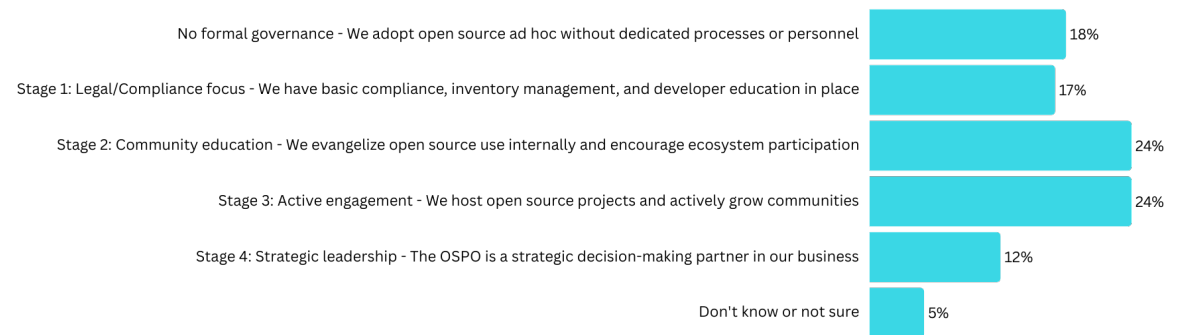 No formal governance - We adopt open source ad hoc without dedicated processes or personnel 18%
Stage 1: Legal/Compliance focus - We have basic compliance, inventory management, and developer education in place 17%
Stage 2: Community education - We evangelize open source use internally and encourage ecosystem participation 24%
Stage 3: Active engagement - We host open source projects and actively grow communities 24%
Stage 4: Strategic leadership - The OSPO is a strategic decision-making partner in our business 12%
Don't know or not sure 5%